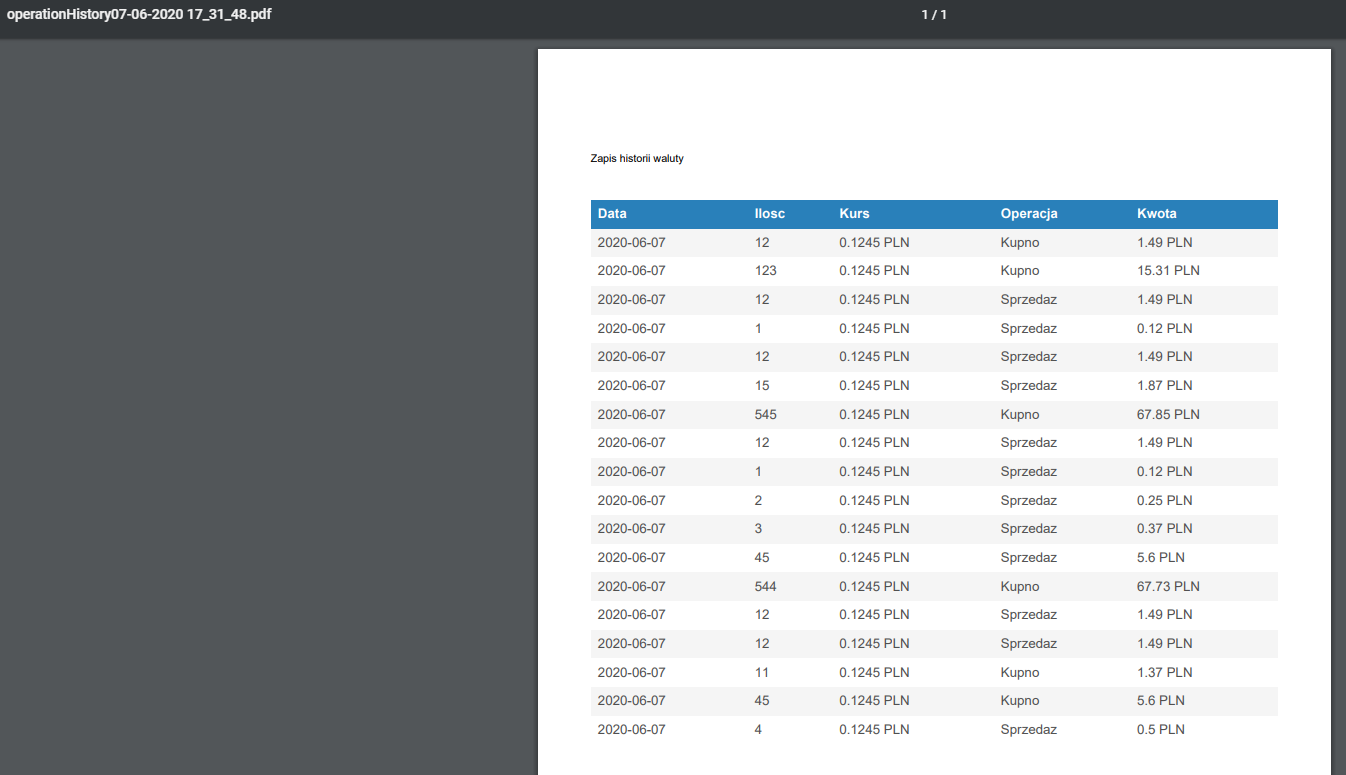 operationHistory07-06-2020 17_31_48.pdf 1 / 1
Zapis historii waluty
Data Ilosc Kurs Operacja Kwota
2020-06-07 12 0.1245 PLN Kupno 1.49 PLN
2020-06-07 123 0.1245 PLN Kupno 15.31 PLN
2020-06-07 12 0.1245 PLN Sprzedaz 1.49 PLN
2020-06-07 1 0.1245 PLN Sprzedaz 0.12 PLN
2020-06-07 12 0.1245 PLN Sprzedaz 1.49 PLN
2020-06-07 15 0.1245 PLN Sprzedaz 1.87 PLN
2020-06-07 545 0.1245 PLN Kupno 67.85 PLN
2020-06-07 12 0.1245 PLN Sprzedaz 1.49 PLN
2020-06-07 1 0.1245 PLN Sprzedaz 0.12 PLN
2020-06-07 2 0.1245 PLN Sprzedaz 0.25 PLN
2020-06-07 3 0.1245 PLN Sprzedaz 0.37 PLN
2020-06-07 45 0.1245 PLN Sprzedaz 5.6 PLN
2020-06-07 544 0.1245 PLN Kupno 67.73 PLN
2020-06-07 12 0.1245 PLN Sprzedaz 1.49 PLN
2020-06-07 12 0.1245 PLN Sprzedaz 1.49 PLN
2020-06-07 11 0.1245 PLN Kupno 1.37 PLN
2020-06-07 45 0.1245 PLN Kupno 5.6 PLN
2020-06-07 4 0.1245 PLN Sprzedaz 0.5 PLN